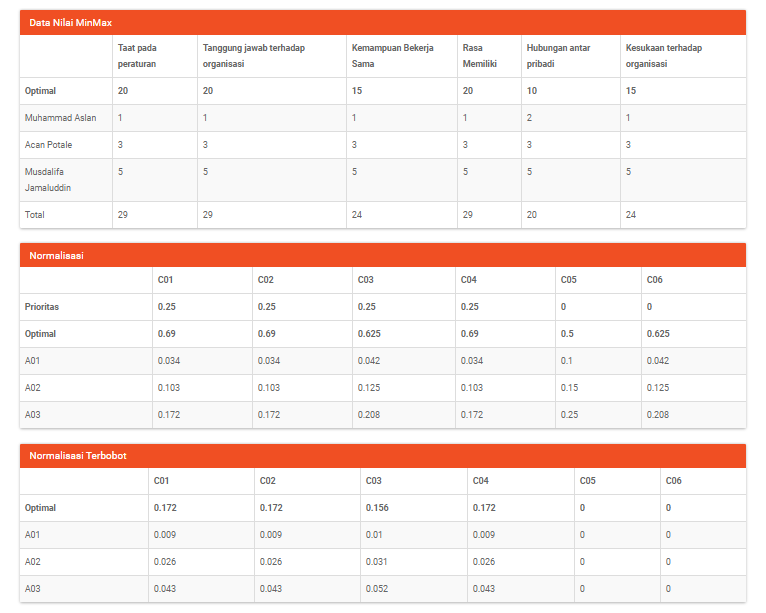 Data Nilai MinMax
Taat pada peraturan | Tanggung jawab terhadap organisasi | Kemampuan Bekerja Sama | Rasa Memiliki | Hubungan antar pribadi | Kesukaan terhadap organisasi
Optimal 20 20 15 20 10 15
Muhammad Aslan 1 1 1 1 2 1
Acan Potale 3 3 3 3 3 3
Musdalifa Jamaluddin 5 5 5 5 5 5
Total 29 29 24 29 20 24
Normalisasi
C01 C02 C03 C04 C05 C06
Prioritas 0.25 0.25 0.25 0.25 0 0
Optimal 0.69 0.69 0.625 0.69 0.5 0.625
A01 0.034 0.034 0.042 0.034 0.1 0.042
A02 0.103 0.103 0.125 0.103 0.15 0.125
A03 0.172 0.172 0.208 0.172 0.25 0.208
Normalisasi Terbobot
C01 C02 C03 C04 C05 C06
Optimal 0.172 0.172 0.156 0.172 0 0
A01 0.009 0.009 0.01 0.009 0 0
A02 0.026 0.026 0.031 0.026 0 0
A03 0.043 0.043 0.052 0.043 0 0